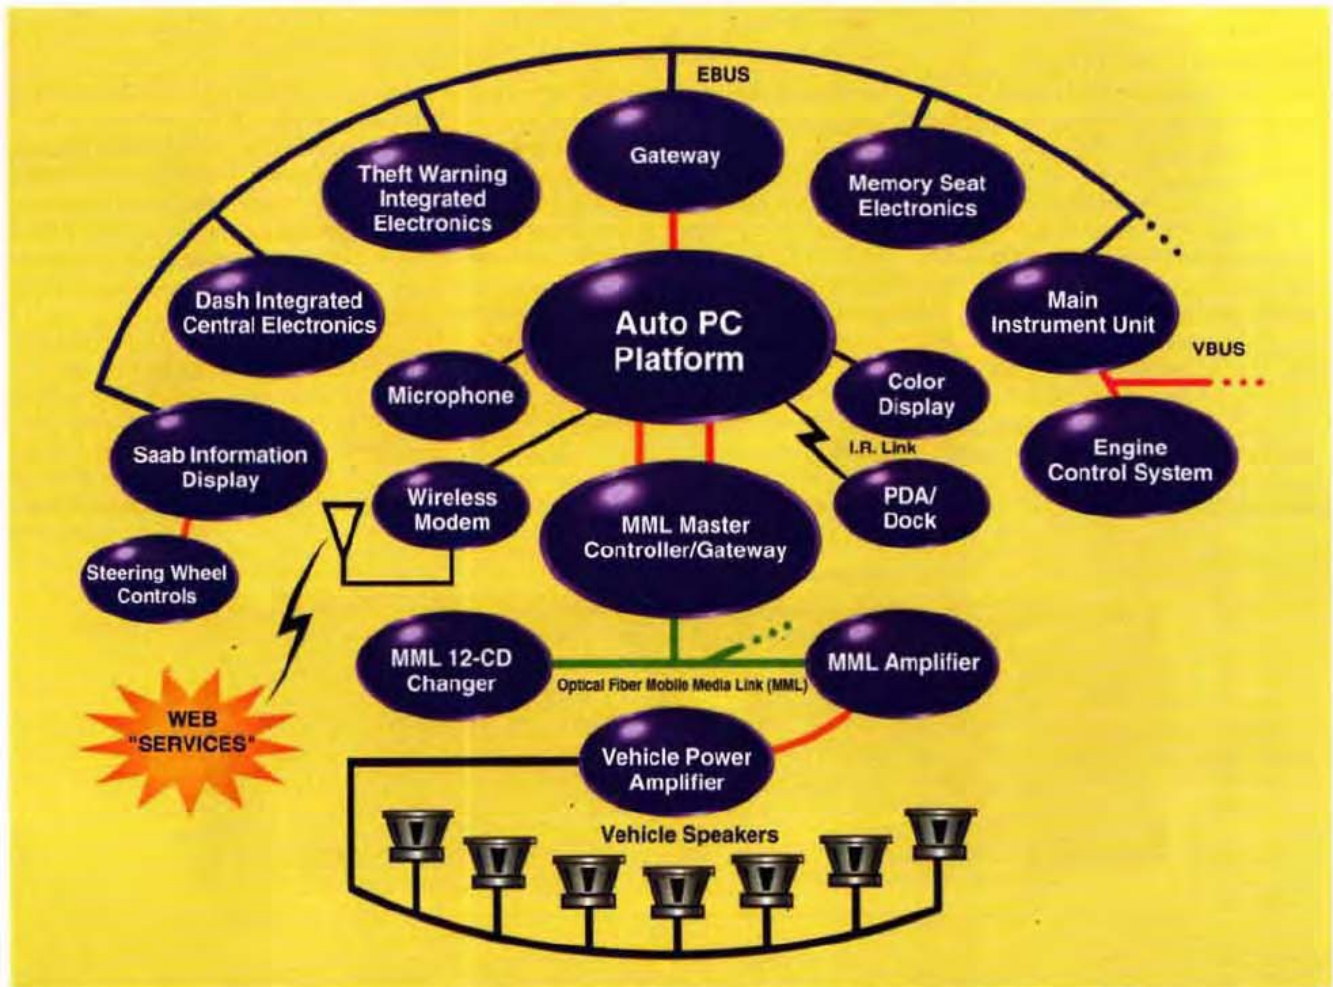 EBUS
Gateway
Theft Warning
Integrated
Electronics
Memory Seat
Electronics
Dash Integrated
Central Electronics
Auto PC
Platform
Main
Instrument Unit
VBUS
Microphone
Color
Display
Saab Information
Display
I.R. Link
Engine
Control System
Wireless
Modem
MML Master
Controller/Gateway
PDA/
Dock
Steering Wheel
Controls
MML 12-CD
Changer
MML Amplifier
Optical Fiber Mobile Media Link (MML)
WEB
"SERVICES"
Vehicle Power
Amplifier
Vehicle Speakers